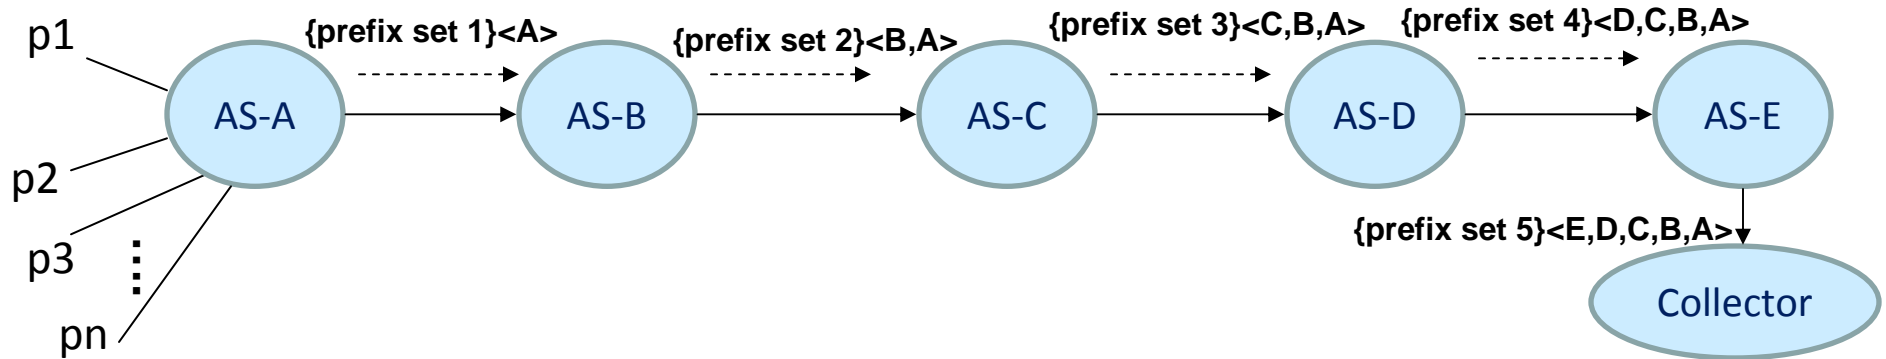 p1
{prefix set 1}<A>
{prefix set 2}<B,A>
{prefix set 3}<C,B,A>
{prefix set 4}<D,C,B,A>
AS-A
AS-B
AS-C
AS-D
AS-E
p2
p3
pn
{prefix set 5}<E,D,C,B,A>
Collector